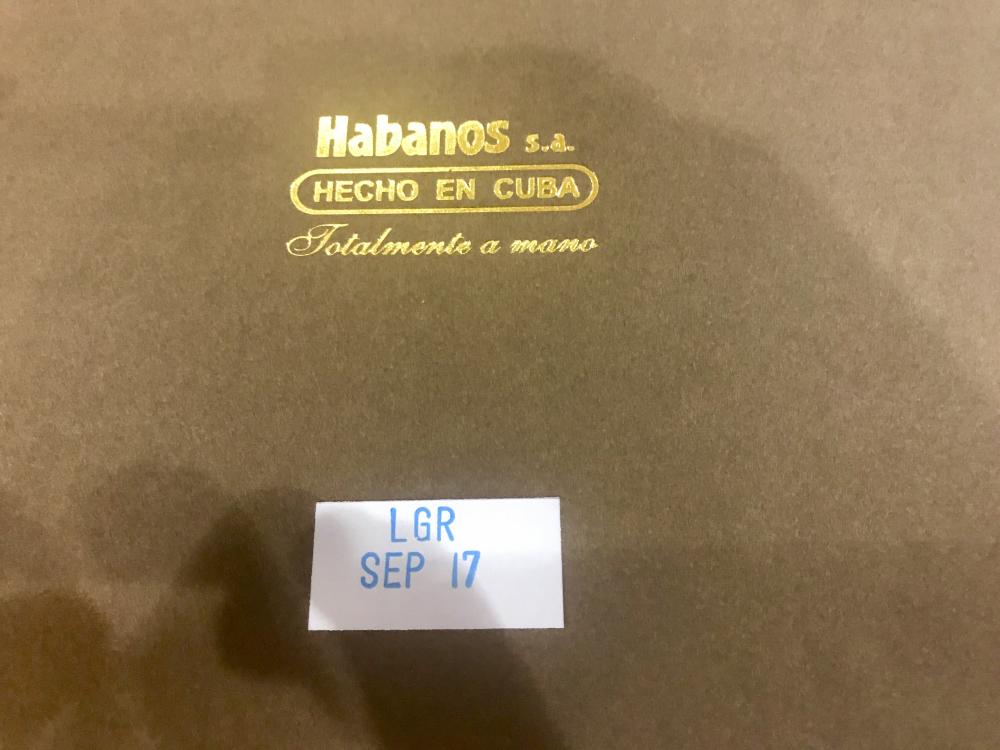 Habanos s.a.
HECHO EN CUBA
Totalmente a mano
LGR
SEP 17